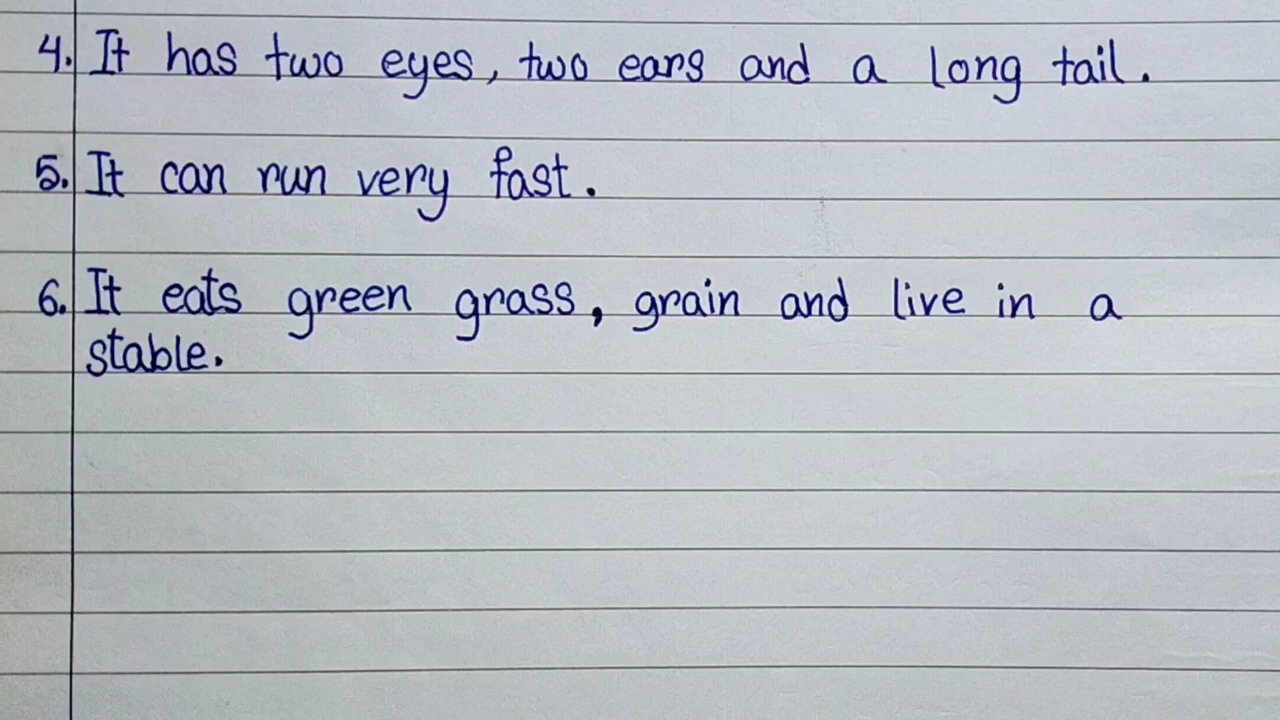 4. It has two eyes, two ears and a long tail.
5. It can run very fast.
6. It eats green grass, grain and live in a
stable.